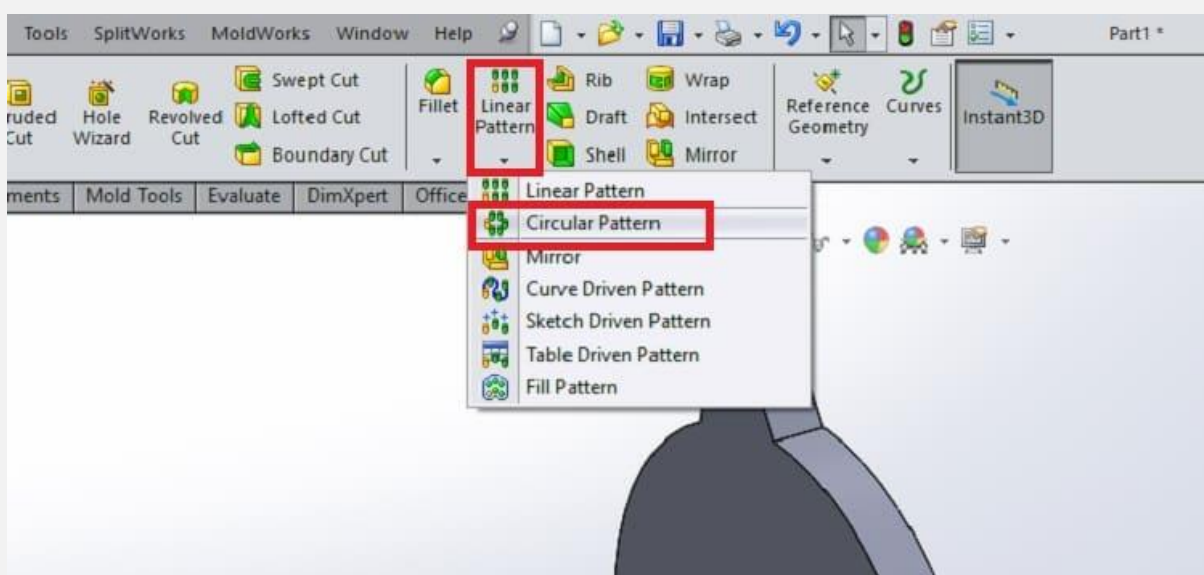 Tools SplitWorks MoldWorks Window Help Part1 *
ruded Cut
Hole Wizard
Revolved Cut
Swept Cut
Lofted Cut
Boundary Cut
Fillet
Linear Pattern
Rib
Draft
Shell
Wrap
Intersect
Mirror
Reference Geometry
Curves
Instant3D
ments Mold Tools Evaluate DimXpert Office
Linear Pattern
Circular Pattern
Mirror
Curve Driven Pattern
Sketch Driven Pattern
Table Driven Pattern
Fill Pattern